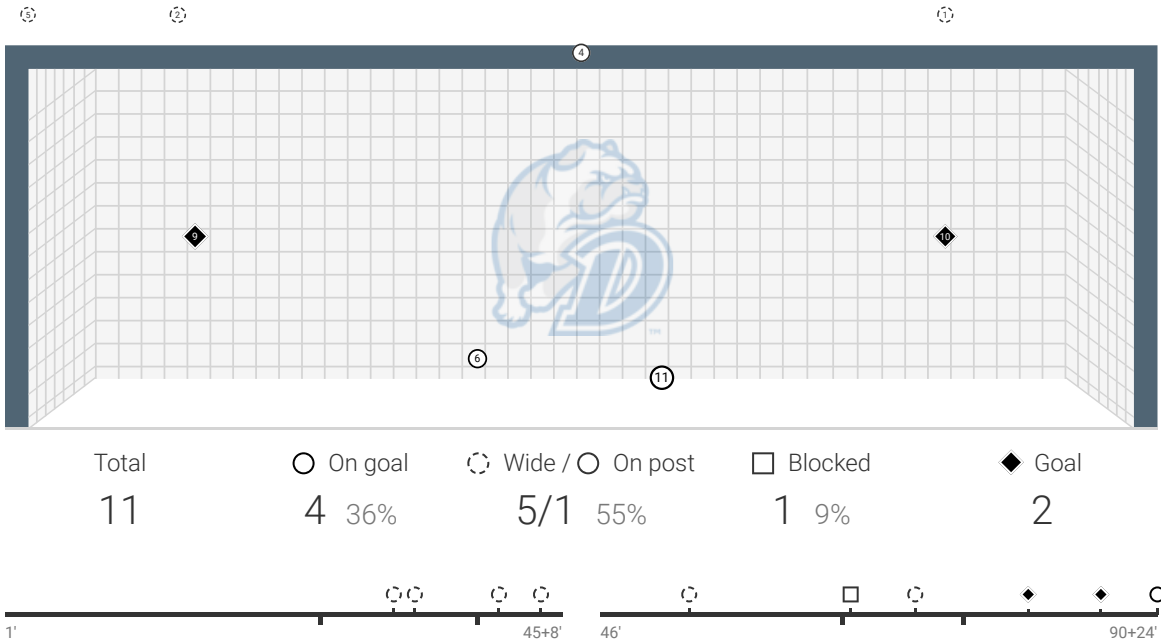 5 2 1
4
9 10
6
11
Total On goal Wide / On post Blocked Goal
11 4 36% 5/1 55% 1 9% 2
1' 45+8' 46' 90+24'
D
™